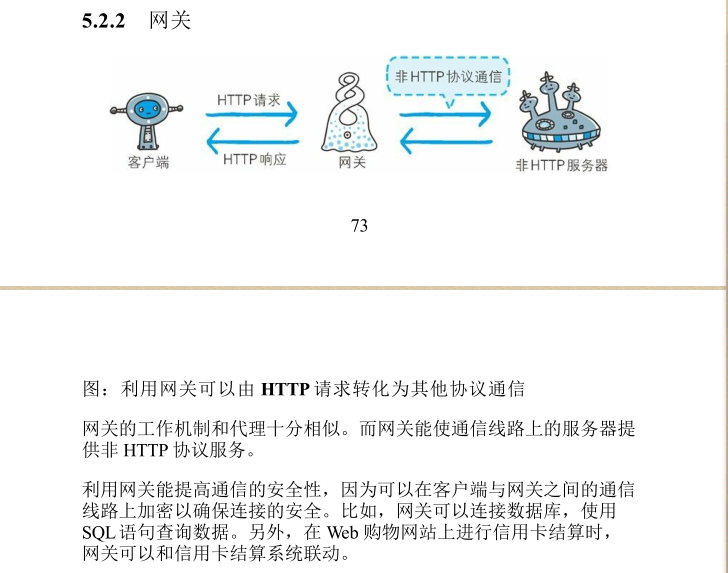 5.2.2 网关
非HTTP协议通信
HTTP请求
HTTP响应
客户端
网关
非HTTP服务器
73
图：利用网关可以由 HTTP 请求转化为其他协议通信
网关的工作机制和代理十分相似。而网关能使通信线路上的服务器提
供非 HTTP 协议服务。
利用网关能提高通信的安全性，因为可以在客户端与网关之间的通信
线路上加密以确保连接的安全。比如，网关可以连接数据库，使用
SQL 语句查询数据。另外，在 Web 购物网站上进行信用卡结算时，
网关可以和信用卡结算系统联动。